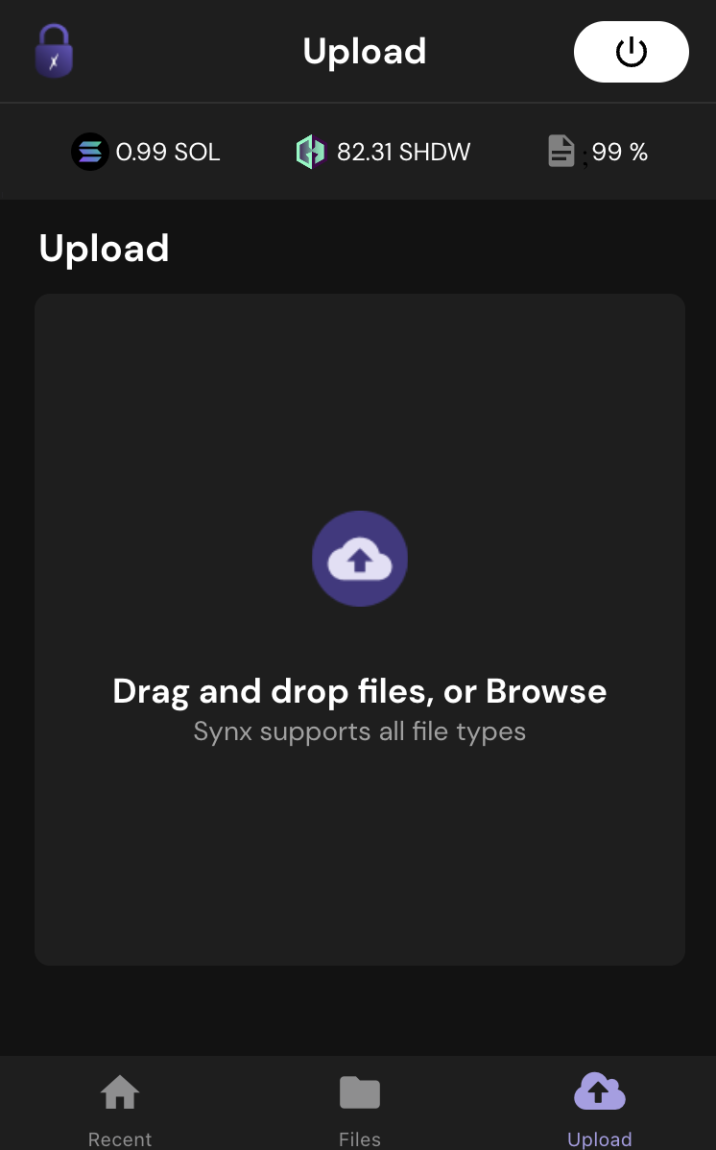 Upload
0.99 SOL
82.31 SHDW
; 99 %
Upload
Drag and drop files, or Browse
Synx supports all file types
Recent
Files
Upload